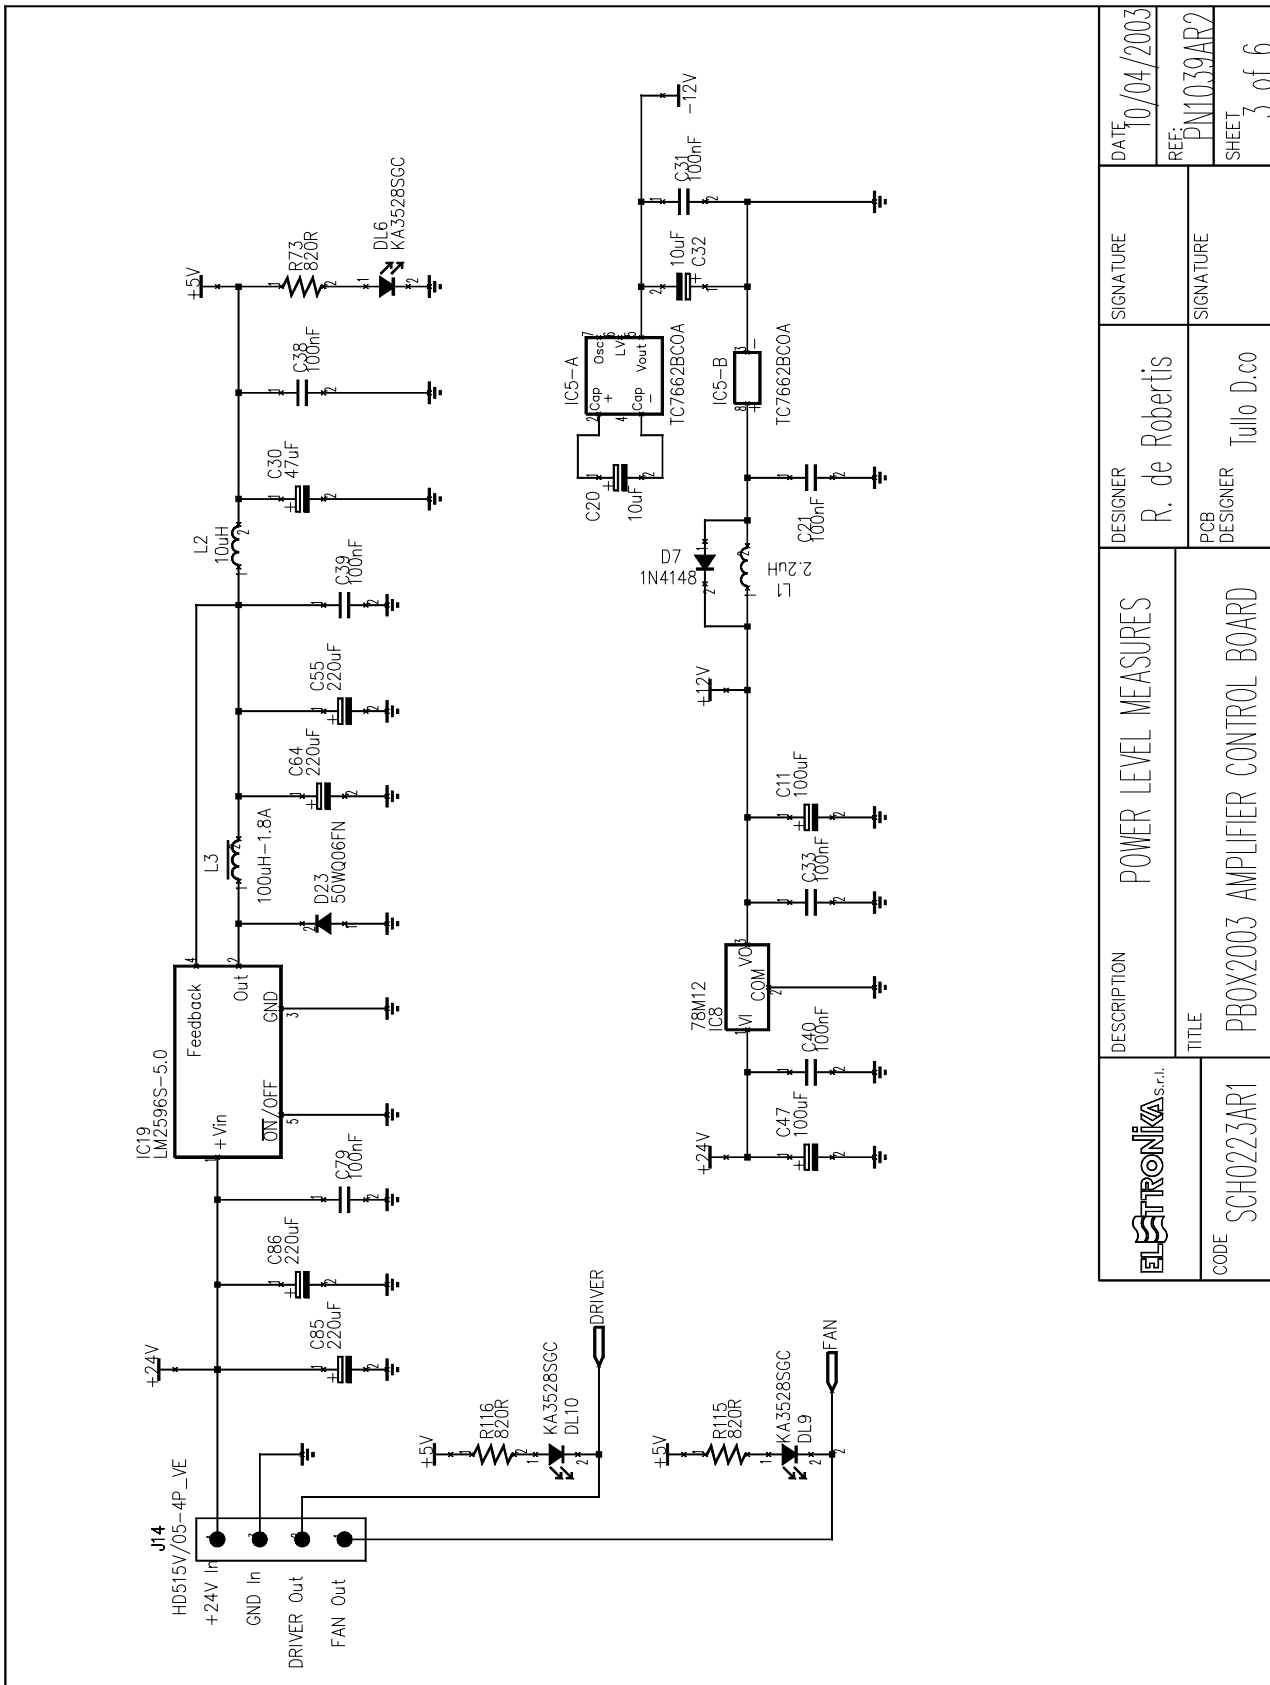 J14
HD515V/05-4P_VE
+24V In
GND In
DRIVER Out
FAN Out
+24V
C85
220uF
C86
220uF
C79
100nF
IC19
LM2596S-5.0
+Vin
Feedback
Out
GND
ON/OFF
1
2
3
4
5
D23
50WQ06FN
L3
100uH-1.8A
C64
220uF
C55
220uF
C39
100nF
L2
10uH
C30
47uF
C38
100nF
+5V
R73
820R
DL6
KA3528SGC
+5V
R116
820R
KA3528SGC
DL10
DRIVER
+5V
R115
820R
KA3528SGC
DL9
FAN
+24V
C47
100uF
C40
100nF
78M12
IC8
VI
VO
COM
C33
100nF
C11
100uF
+12V
D7
1N4148
L1
2.2uH
C21
100nF
IC5-B
TC7662BCOA
C20
10uF
IC5-A
Cap
+
Cap
-
Osc
LV
Vout
TC7662BCOA
10uF
C32
C31
100nF
-12V
ELETTRONIKA S.r.l.
CODE
SCH0223AR1
DESCRIPTION
POWER LEVEL MEASURES
TITLE
PBOX2003 AMPLIFIER CONTROL BOARD
DESIGNER
R. de Robertis
PCB
DESIGNER
Tullo D.co
SIGNATURE
SIGNATURE
DATE
10/04/2003
REF:
PN1039AR2
SHEET
3 of 6